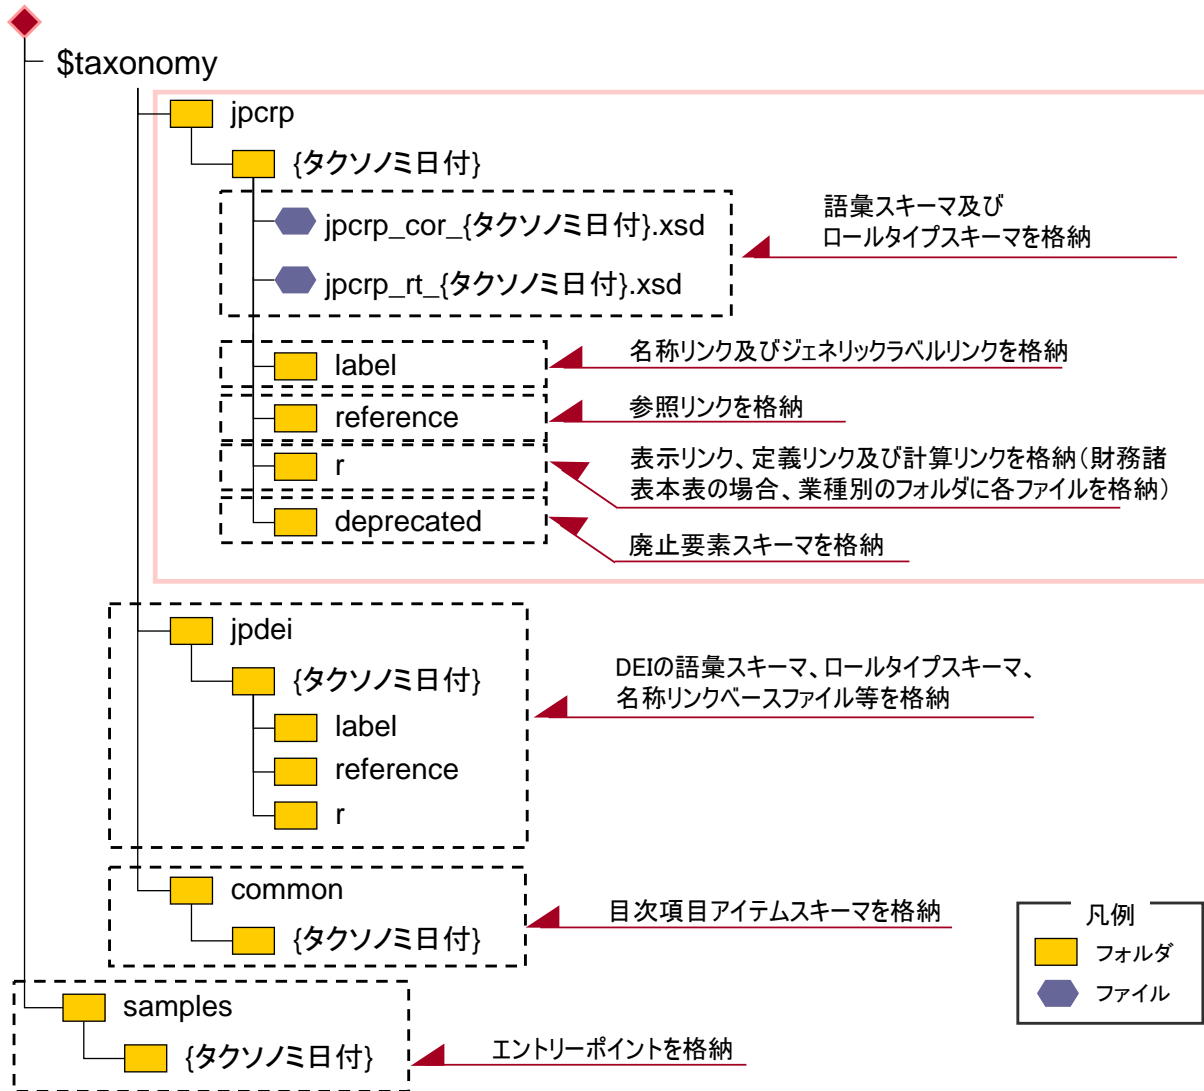 $taxonomy
jpcrp
{タクソノミ日付}
jpcrp_cor_{タクソノミ日付}.xsd
jpcrp_rt_{タクソノミ日付}.xsd
語彙スキーマ及び
ロールタイプスキーマを格納
label
名称リンク及びジェネリックラベルリンクを格納
reference
参照リンクを格納
r
表示リンク、定義リンク及び計算リンクを格納(財務諸
表本表の場合、業種別のフォルダに各ファイルを格納)
deprecated
廃止要素スキーマを格納
jpdei
{タクソノミ日付}
label
reference
r
DEIの語彙スキーマ、ロールタイプスキーマ、
名称リンクベースファイル等を格納
common
{タクソノミ日付}
目次項目アイテムスキーマを格納
samples
{タクソノミ日付}
エントリーポイントを格納
凡例
フォルダ
ファイル